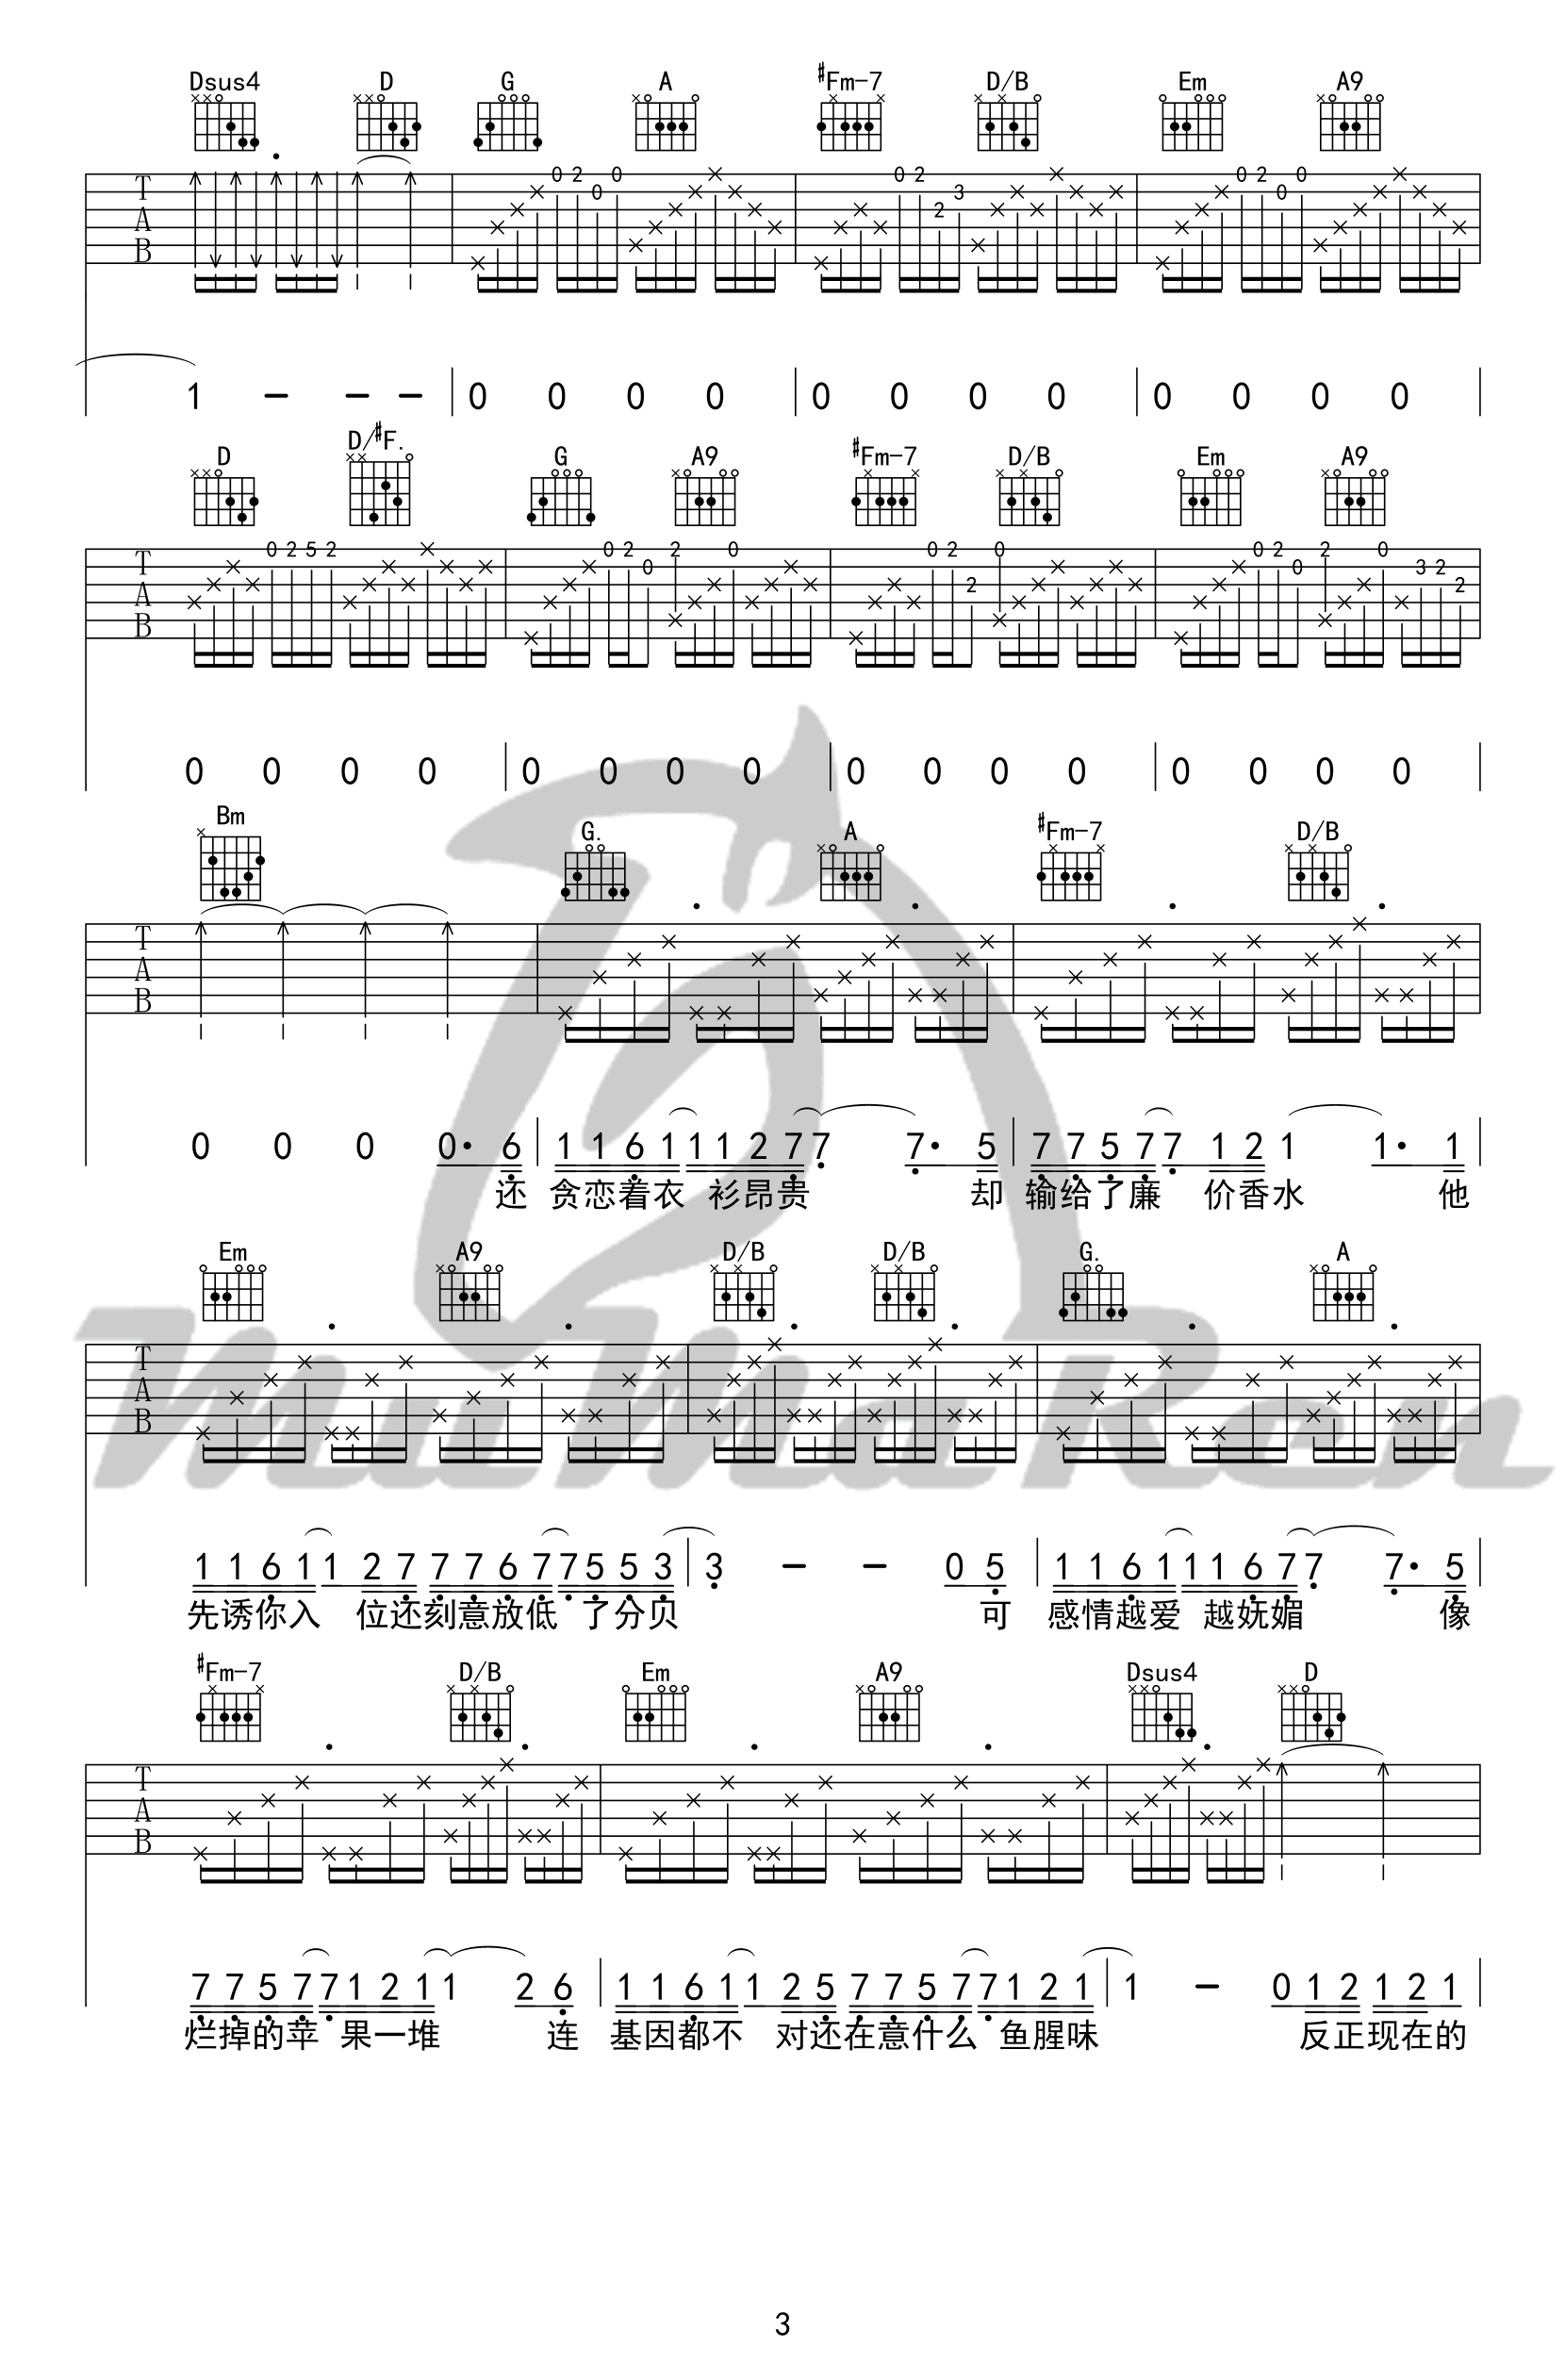 Dsus4 D G A #Fm-7 D/B Em A9
0 2 0 0 0 2 2 3 0 2 0 0
T A B
1 - - - 0 0 0 0 0 0 0 0 0 0 0 0
D D/#F. G A9 #Fm-7 D/B Em A9
0 2 5 2 0 2 0 2 0 0 2 2 0 0 2 0 2 0 3 2 2
T A B
0 0 0 0 0 0 0 0 0 0 0 0 0 0 0 0
Bm G. A #Fm-7 D/B
T A B
0 0 0 0· 6 1 1 6 1 1 1 2 7 7 7· 5 7 7 5 7 7 1 2 1 1· 1
还 贪恋着衣 衫昂贵 却 输给了廉 价香水 他
Em A9 D/B D/B G. A
T A B
MuMaRen
1 1 6 1 1 2 7 7 7 6 7 7 5 5 3 3 - - 0 5 1 1 6 1 1 1 6 7 7 7· 5
先诱你入 位还刻意放低 了分贝 可 感情越爱 越妩媚 像
#Fm-7 D/B Em A9 Dsus4 D
T A B
7 7 5 7 7 1 2 1 1 2 6 1 1 6 1 1 2 5 7 7 5 7 7 1 2 1 1 - 0 1 2 1 2 1
烂掉的苹 果一堆 连 基因都不 对还在意什么 鱼腥味 反正现在的
3